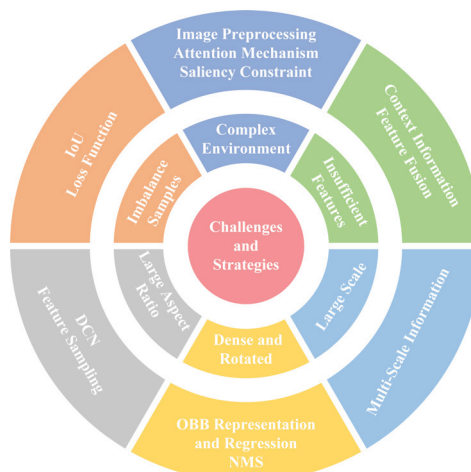 Image Preprocessing
Attention Mechanism
Saliency Constraint
Context Information
Feature Fusion
Multi-Scale Information
OBB Representation
and Regression
NMS
DCN
Feature Sampling
IoU
Loss Function
Complex
Environment
Insufficient
Features
Large Scale
Dense and
Rotated
Large Aspect
Ratio
Imbalance
Samples
Challenges
and
Strategies